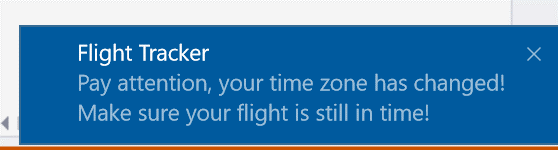 Flight Tracker
Pay attention, your time zone has changed!
Make sure your flight is still in time!